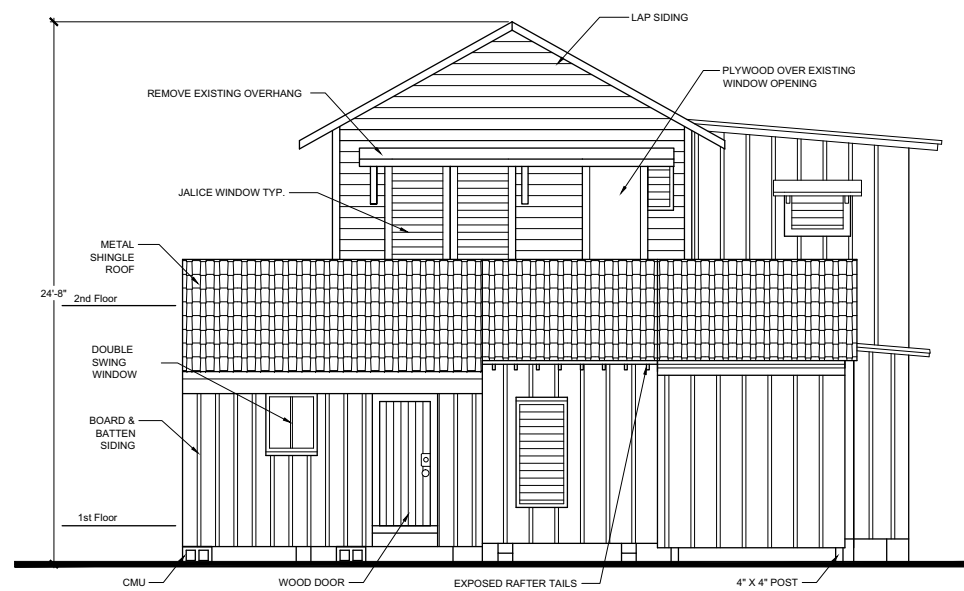 LAP SIDING
PLYWOOD OVER EXISTING
WINDOW OPENING
REMOVE EXISTING OVERHANG
JALICE WINDOW TYP.
METAL
SHINGLE
ROOF
24'-8"
2nd Floor
DOUBLE
SWING
WINDOW
BOARD &
BATTEN
SIDING
1st Floor
CMU
WOOD DOOR
EXPOSED RAFTER TAILS
4" X 4" POST